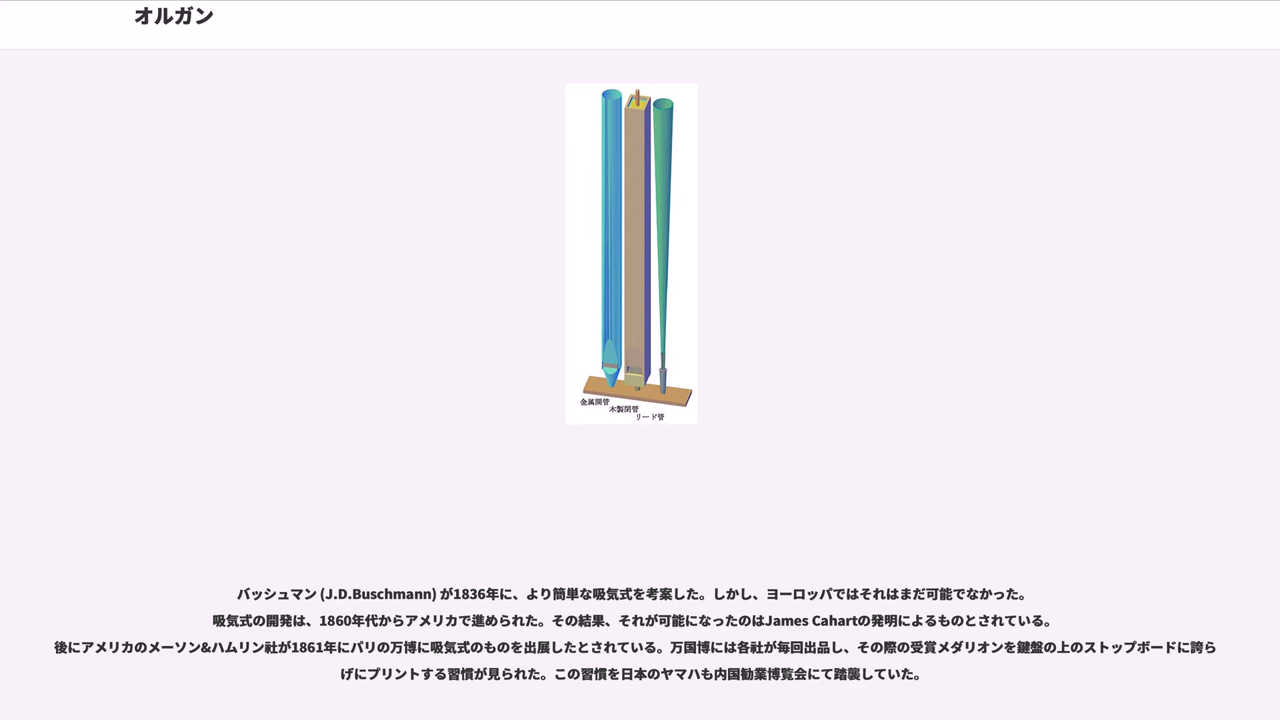 オルガン
金属開管
木製閉管
リード管
バッシュマン (J.D.Buschmann) が1836年に、より簡単な吸気式を考案した。しかし、ヨーロッパではそれはまだ可能でなかった。
吸気式の開発は、1860年代からアメリカで進められた。その結果、それが可能になったのはJames Cahartの発明によるものとされている。
後にアメリカのメーソン&ハムリン社が1861年にパリの万博に吸気式のものを出展したとされている。万国博には各社が毎回出品し、その際の受賞メダリオンを鍵盤の上のストップボードに誇ら
げにプリントする習慣が見られた。この習慣を日本のヤマハも内国勧業博覧会にて踏襲していた。